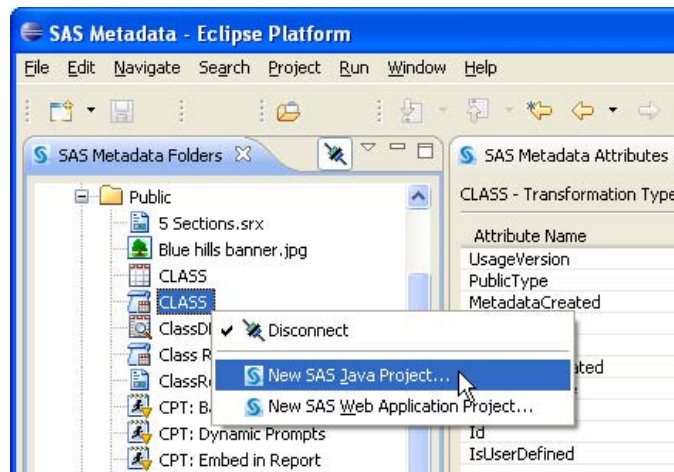 SAS Metadata - Eclipse Platform
File Edit Navigate Search Project Run Window Help
SAS Metadata Folders
Public
5 Sections.srx
Blue hills banner.jpg
CLASS
CLASS
Class R
CPT: Dynamic Prompts
CPT: Embed in Report
Disconnect
New SAS Java Project...
New SAS Web Application Project...
SAS Metadata Attributes
CLASS - Transformation Type
Attribute Name
UsageVersion
PublicType
MetadataCreated
Id
IsUserDefined